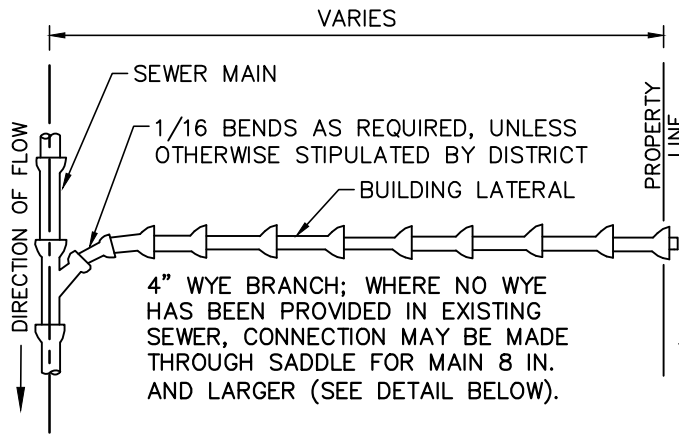 VARIES
SEWER MAIN
1/16 BENDS AS REQUIRED, UNLESS
OTHERWISE STIPULATED BY DISTRICT
BUILDING LATERAL
PROPERTY
LINE
DIRECTION OF FLOW
4" WYE BRANCH; WHERE NO WYE
HAS BEEN PROVIDED IN EXISTING
SEWER, CONNECTION MAY BE MADE
THROUGH SADDLE FOR MAIN 8 IN.
AND LARGER (SEE DETAIL BELOW).